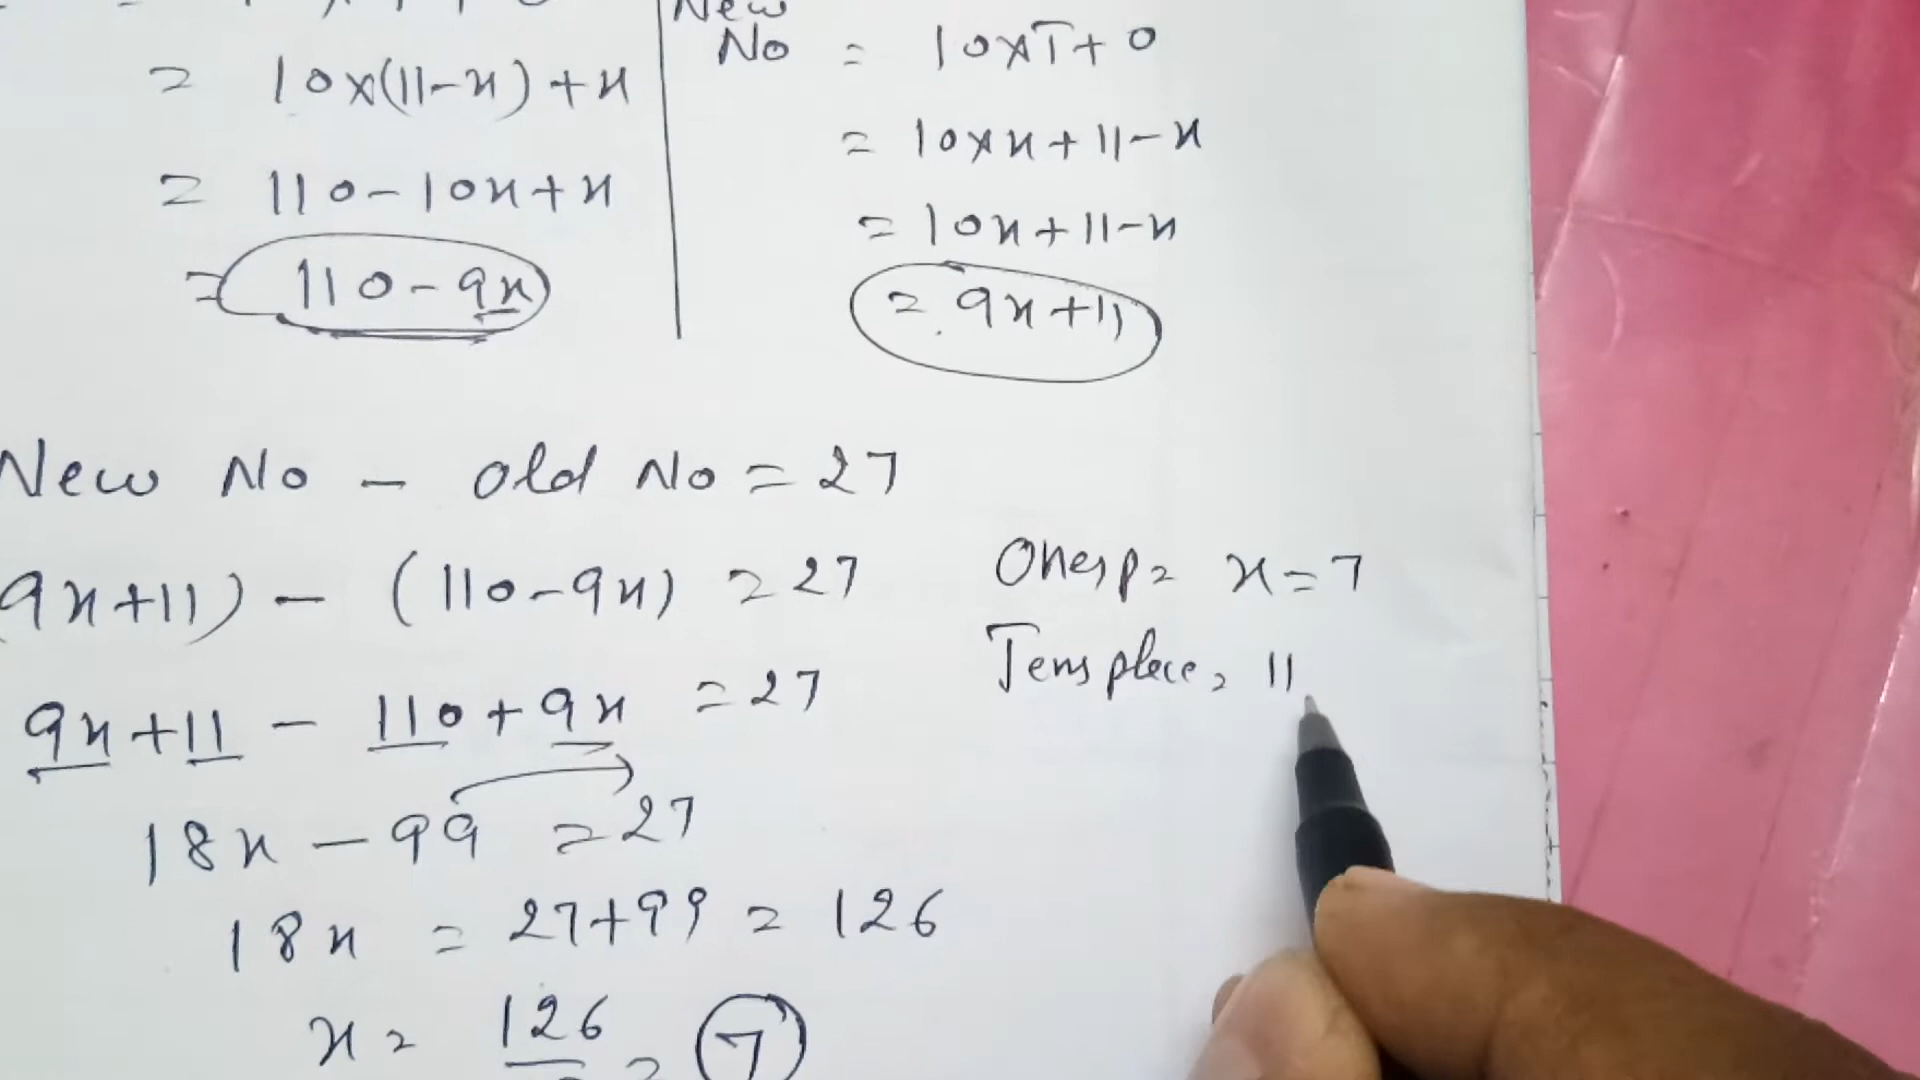 = 10x(11-x)+x
= 110-10x+x
= 110-9x
New
No = 10xT+0
= 10xx+11-x
= 10x+11-x
= 9x+11
New No - old No = 27
9x+11) - (110-9x) = 27
9x+11 - 110+9x = 27
18x - 99 = 27
18x = 27+99 = 126
x = 126 = 7
Onesp= x=7
Tens place = 11